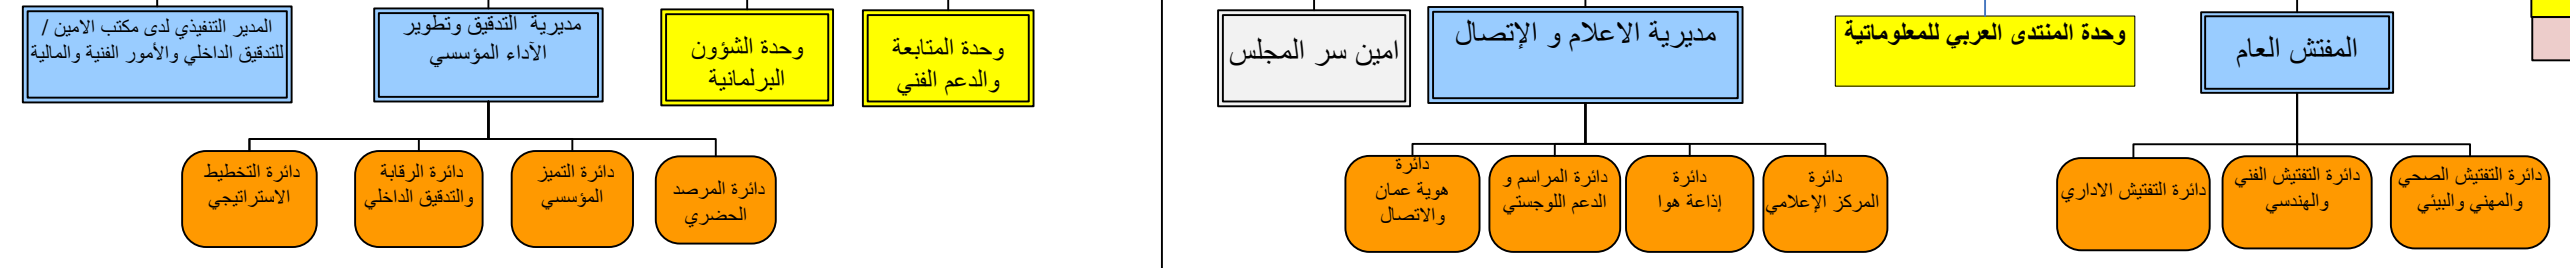 المفتش العام
وحدة المنتدى العربي للمعلوماتية
مديرية الاعلام و الإتصال
امين سر المجلس
وحدة المتابعة
والدعم الفني
وحدة الشؤون
البرلمانية
مديرية التدقيق وتطوير
الأداء المؤسسي
المدير التنفيذي لدى مكتب الامين /
للتدقيق الداخلي والأمور الفنية والمالية
دائرة التفتيش الصحي
والمهني والبيئي
دائرة التفتيش الفني
والهندسي
دائرة التفتيش الاداري
دائرة
المركز الإعلامي
دائرة
إذاعة هوا
دائرة المراسم و
الدعم اللوجستي
دائرة
هوية عمان
والاتصال
دائرة المرصد
الحضري
دائرة التميز
المؤسسي
دائرة الرقابة
والتدقيق الداخلي
دائرة التخطيط
الاستراتيجي